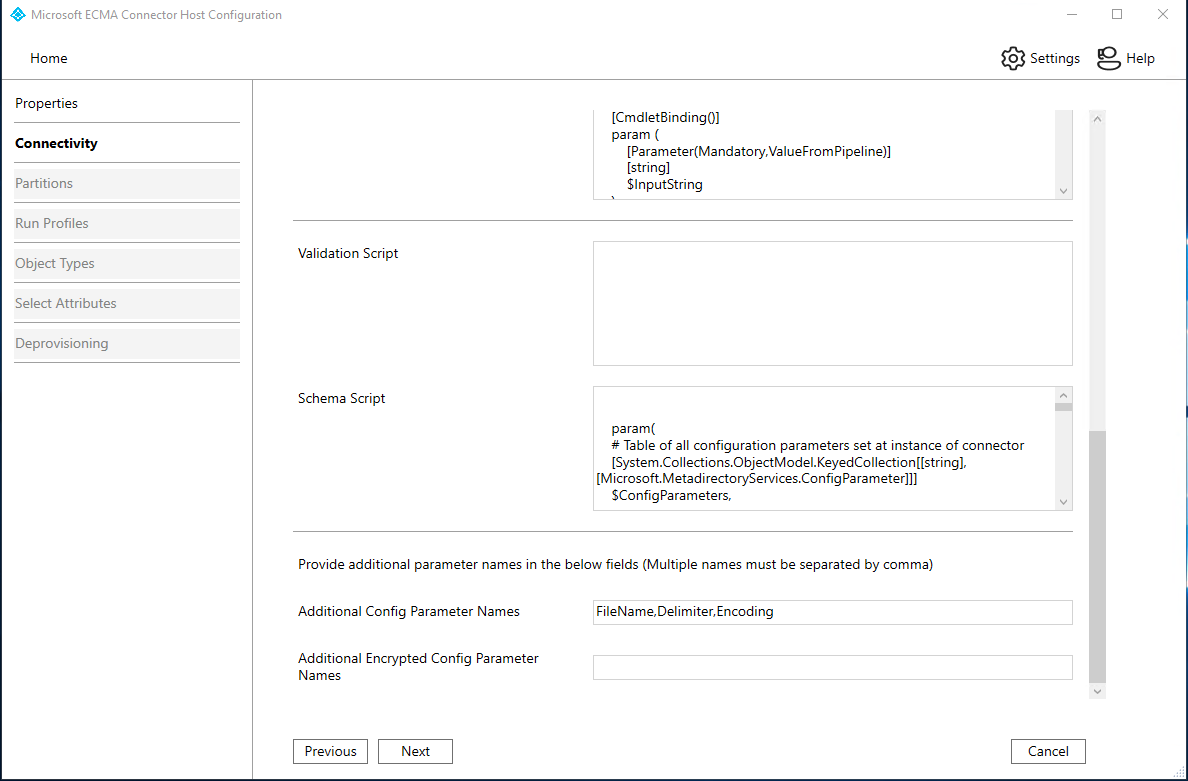 Microsoft ECMA Connector Host Configuration
Home
Settings
Help
Properties
Connectivity
Partitions
Run Profiles
Object Types
Select Attributes
Deprovisioning
[CmdletBinding()]
param (
[Parameter(Mandatory,ValueFromPipeline)]
[string]
$InputString
Validation Script
Schema Script
param(
# Table of all configuration parameters set at instance of connector
[System.Collections.ObjectModel.KeyedCollection[[string],
[Microsoft.MetadirectoryServices.ConfigParameter]]]
$ConfigParameters,
Provide additional parameter names in the below fields (Multiple names must be separated by comma)
Additional Config Parameter Names
FileName,Delimiter,Encoding
Additional Encrypted Config Parameter
Names
Previous
Next
Cancel